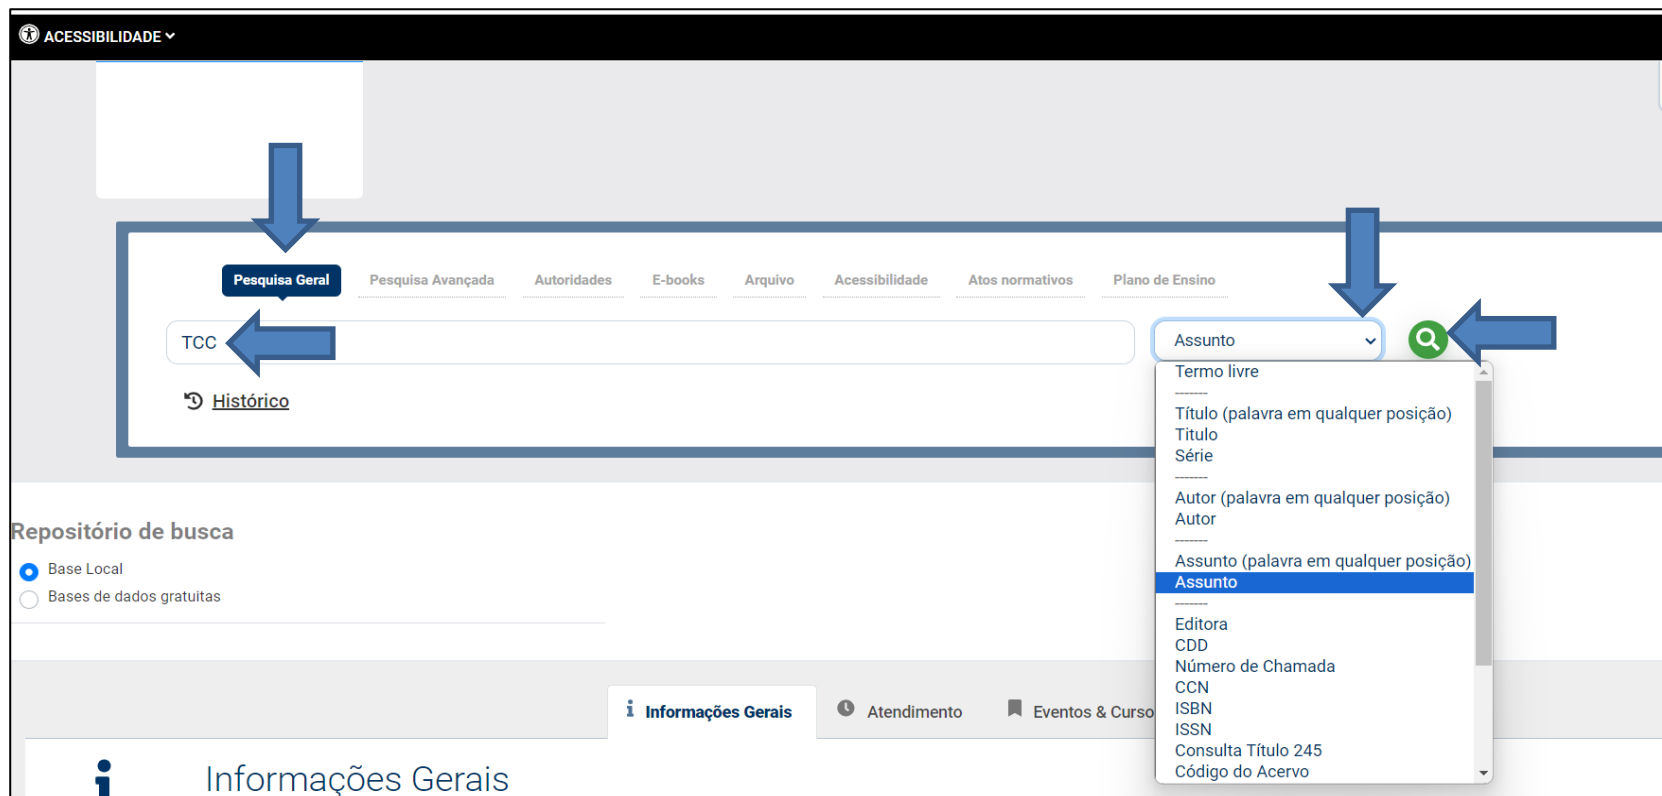 ACESSIBILIDADE
Pesquisa Geral
Pesquisa Avançada
Autoridades
E-books
Arquivo
Acessibilidade
Atos normativos
Plano de Ensino
TCC
Assunto
Histórico
Termo livre
-------
Título (palavra em qualquer posição)
Titulo
Série
-------
Autor (palavra em qualquer posição)
Autor
-------
Assunto (palavra em qualquer posição)
Assunto
-------
Editora
CDD
Número de Chamada
CCN
ISBN
ISSN
Consulta Título 245
Código do Acervo
Repositório de busca
Base Local
Bases de dados gratuitas
Informações Gerais
Atendimento
Eventos & Curso
Informações Gerais